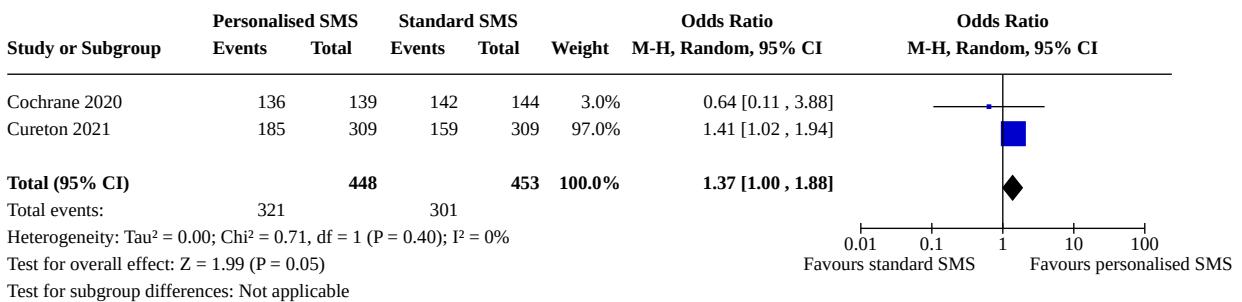 Personalised SMS Standard SMS Odds Ratio Odds Ratio
Study or Subgroup Events Total Events Total Weight M-H, Random, 95% CI M-H, Random, 95% CI
Cochrane 2020 136 139 142 144 3.0% 0.64 [0.11 , 3.88]
Cureton 2021 185 309 159 309 97.0% 1.41 [1.02 , 1.94]
Total (95% CI) 448 453 100.0% 1.37 [1.00 , 1.88]
Total events: 321 301
Heterogeneity: Tau² = 0.00; Chi² = 0.71, df = 1 (P = 0.40); I² = 0%
0.01 0.1 1 10 100
Test for overall effect: Z = 1.99 (P = 0.05) Favours standard SMS Favours personalised SMS
Test for subgroup differences: Not applicable